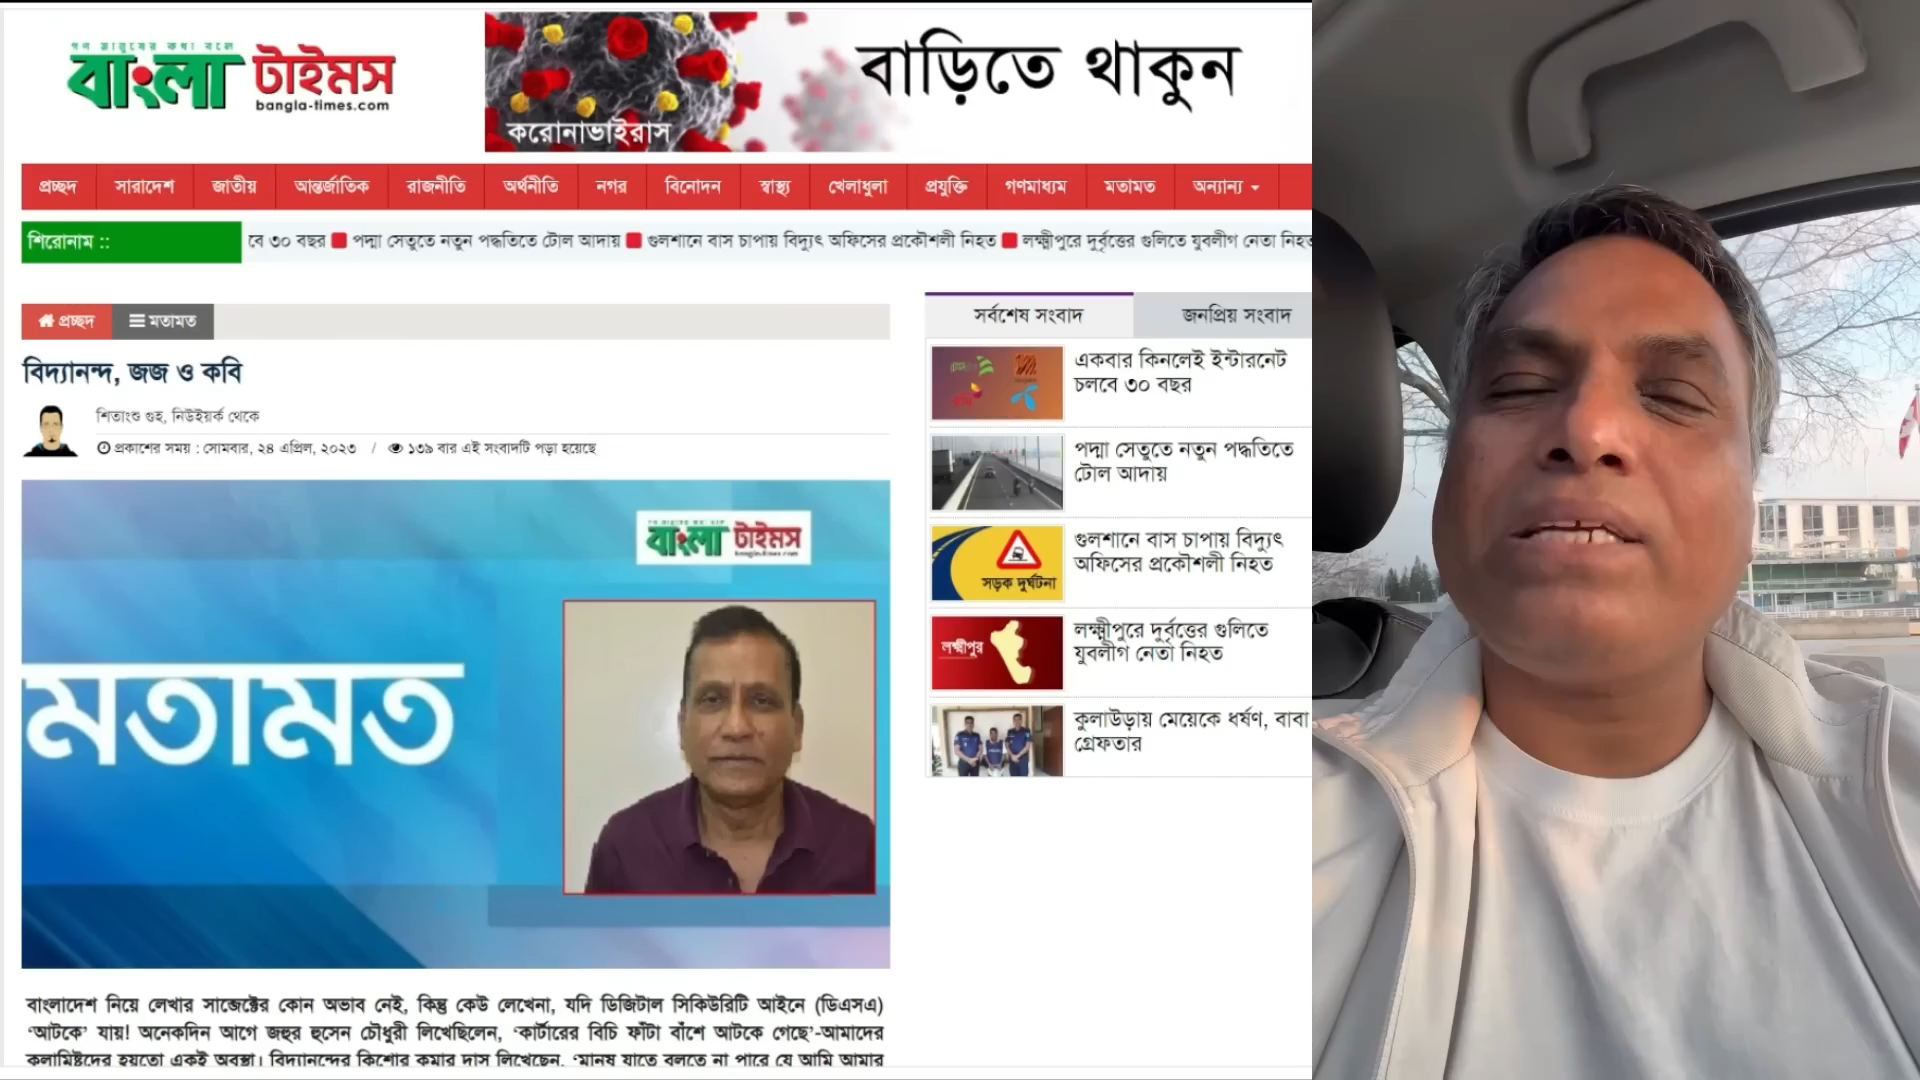 গণ মানুষের কথা বলে
বাংলা টাইমস
bangla-times.com
করোনাভাইরাস
বাড়িতে থাকুন
প্রচ্ছদ সারাদেশ জাতীয় আন্তর্জাতিক রাজনীতি অর্থনীতি নগর বিনোদন স্বাস্থ্য খেলাধুলা প্রযুক্তি গণমাধ্যম মতামত অন্যান্য
শিরোনাম :: বে ৩০ বছর পদ্মা সেতুতে নতুন পদ্ধতিতে টোল আদায় গুলশানে বাস চাপায় বিদ্যুৎ অফিসের প্রকৌশলী নিহত লক্ষ্মীপুরে দুর্বৃত্তের গুলিতে যুবলীগ নেতা নিহত
প্রচ্ছদ মতামত
বিদ্যানন্দ, জজ ও কবি
শিতাংশু গুহ, নিউইয়র্ক থেকে
প্রকাশের সময় : সোমবার, ২৪ এপ্রিল, ২০২৩ / ১৩৯ বার এই সংবাদটি পড়া হয়েছে
বাংলা টাইমস
bangla-times.com
মতামত
বাংলাদেশ নিয়ে লেখার সাব্জেক্টের কোন অভাব নেই, কিন্তু কেউ লেখেনা, যদি ডিজিটাল সিকিউরিটি আইনে (ডিএসএ)
‘আটকে’ যায়! অনেকদিন আগে জহুর হুসেন চৌধুরী লিখেছিলেন, ‘কার্টারের বিচি ফাঁটা বাঁশে আটকে গেছে’-আমাদের
কলামিষ্টদের হয়তো একই অবস্থা। বিদ্যানন্দের কিশোর কুমার দাস লিখেছেন, ‘মানুষ যাতে বলতে না পারে যে আমি আমার
সর্বশেষ সংবাদ জনপ্রিয় সংবাদ
একবার কিনলেই ইন্টারনেট
চলবে ৩০ বছর
পদ্মা সেতুতে নতুন পদ্ধতিতে
টোল আদায়
সড়ক দুর্ঘটনা
গুলশানে বাস চাপায় বিদ্যুৎ
অফিসের প্রকৌশলী নিহত
লক্ষ্মীপুর
লক্ষ্মীপুরে দুর্বৃত্তের গুলিতে
যুবলীগ নেতা নিহত
কুলাউড়ায় মেয়েকে ধর্ষণ, বাবা
গ্রেফতার